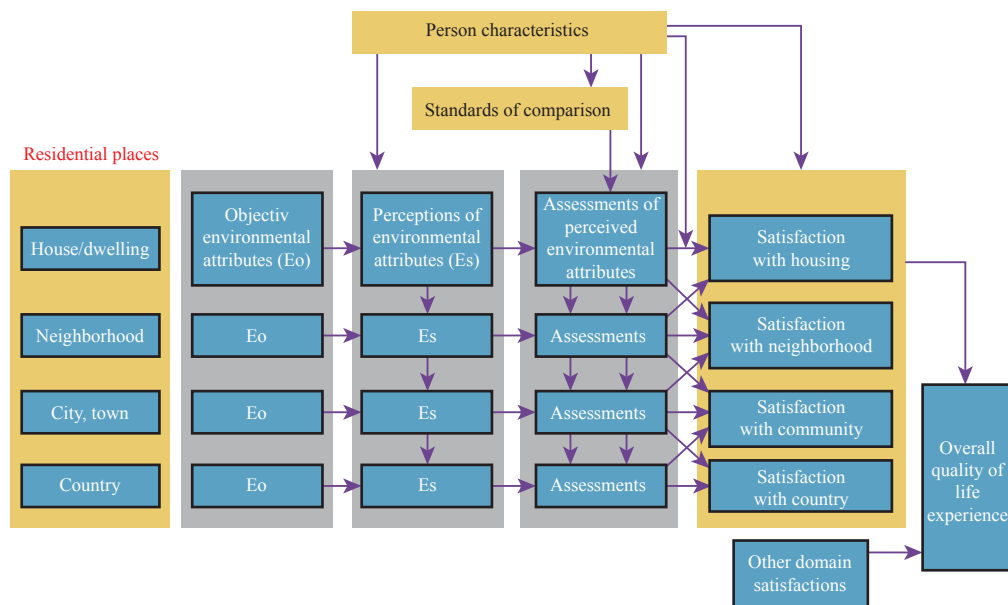 Person characteristics
Standards of comparison
Residential places
House/dwelling
Objectiv
environmental
attributes (Eo)
Perceptions of
environmental
attributes (Es)
Assessments of
perceived
environmental
attributes
Satisfaction
with housing
Neighborhood
Eo
Es
Assessments
Satisfaction
with neighborhood
City, town
Eo
Es
Assessments
Satisfaction
with community
Country
Eo
Es
Assessments
Satisfaction
with country
Overall
quality of
life
experience
Other domain
satisfactions